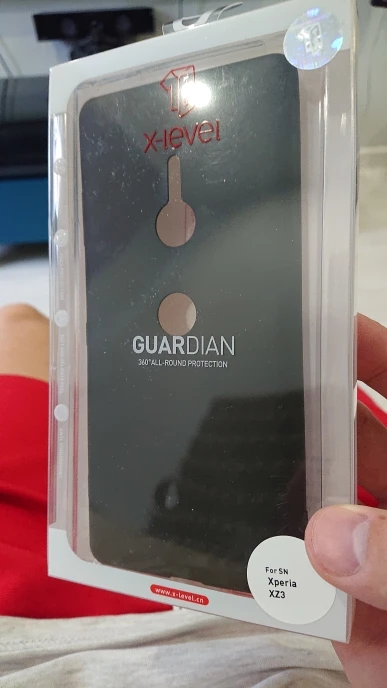 x-level
GUARDIAN
360°ALL-ROUND PROTECTION
For SN
Xperia
XZ3
www.x-level.cn